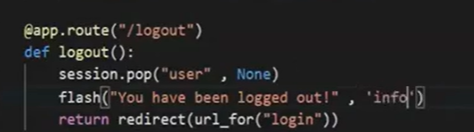 @app.route("/logout")
def logout():
    session.pop("user" , None)
    flash("You have been logged out!" , 'info')
    return redirect(url_for("login"))